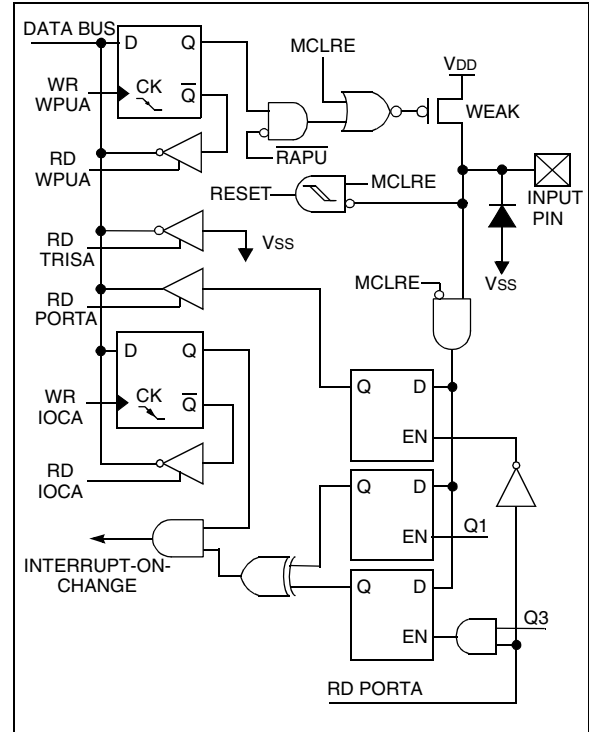 DATA BUS
D Q
MCLRE
VDD
WR
WPUA
CK
Q
WEAK
RD
WPUA
RAPU
RESET
MCLRE
INPUT
PIN
RD
TRISA
VSS
VSS
RD
PORTA
MCLRE
D Q
WR
IOCA
CK
Q
Q D
EN
RD
IOCA
Q D
EN
Q1
INTERRUPT-ON-
CHANGE
Q D
EN
Q3
RD PORTA